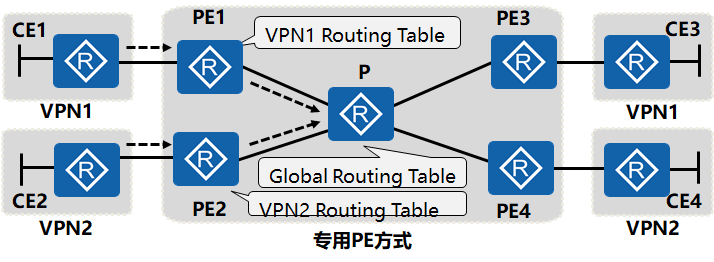 CE1
PE1
VPN1 Routing Table
PE3
CE3
R
R
P
R
R
VPN1
R
VPN1
R
R
Global Routing Table
R
R
CE2
PE2
VPN2 Routing Table
PE4
CE4
VPN2
VPN2
专用PE方式